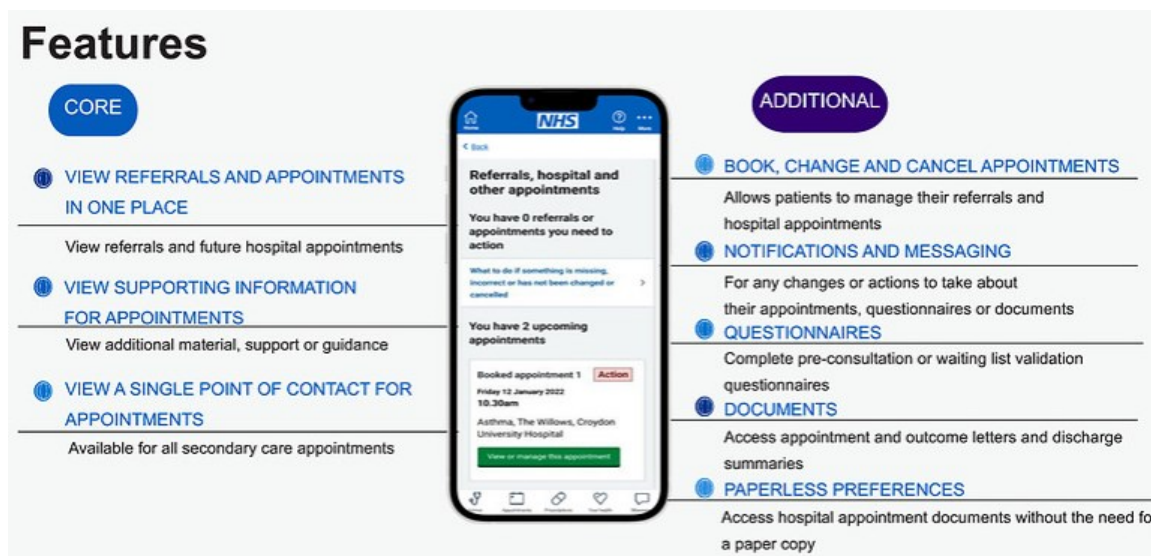 Features
CORE
VIEW REFERRALS AND APPOINTMENTS
IN ONE PLACE
View referrals and future hospital appointments
VIEW SUPPORTING INFORMATION
FOR APPOINTMENTS
View additional material, support or guidance
VIEW A SINGLE POINT OF CONTACT FOR
APPOINTMENTS
Available for all secondary care appointments
Home
NHS
Help
More
Back
Referrals, hospital and
other appointments
You have 0 referrals or
appointments you need to
action
What to do if something is missing,
incorrect or has not been changed or
cancelled
You have 2 upcoming
appointments
Booked appointment 1
Action
Friday 12 January 2022
10.30am
Asthma, The Willows, Croydon
University Hospital
View or manage this appointment
Appointments
Prescriptions
Your health
ADDITIONAL
BOOK, CHANGE AND CANCEL APPOINTMENTS
Allows patients to manage their referrals and
hospital appointments
NOTIFICATIONS AND MESSAGING
For any changes or actions to take about
their appointments, questionnaires or documents
QUESTIONNAIRES
Complete pre-consultation or waiting list validation
questionnaires
DOCUMENTS
Access appointment and outcome letters and discharge
summaries
PAPERLESS PREFERENCES
Access hospital appointment documents without the need fo
a paper copy